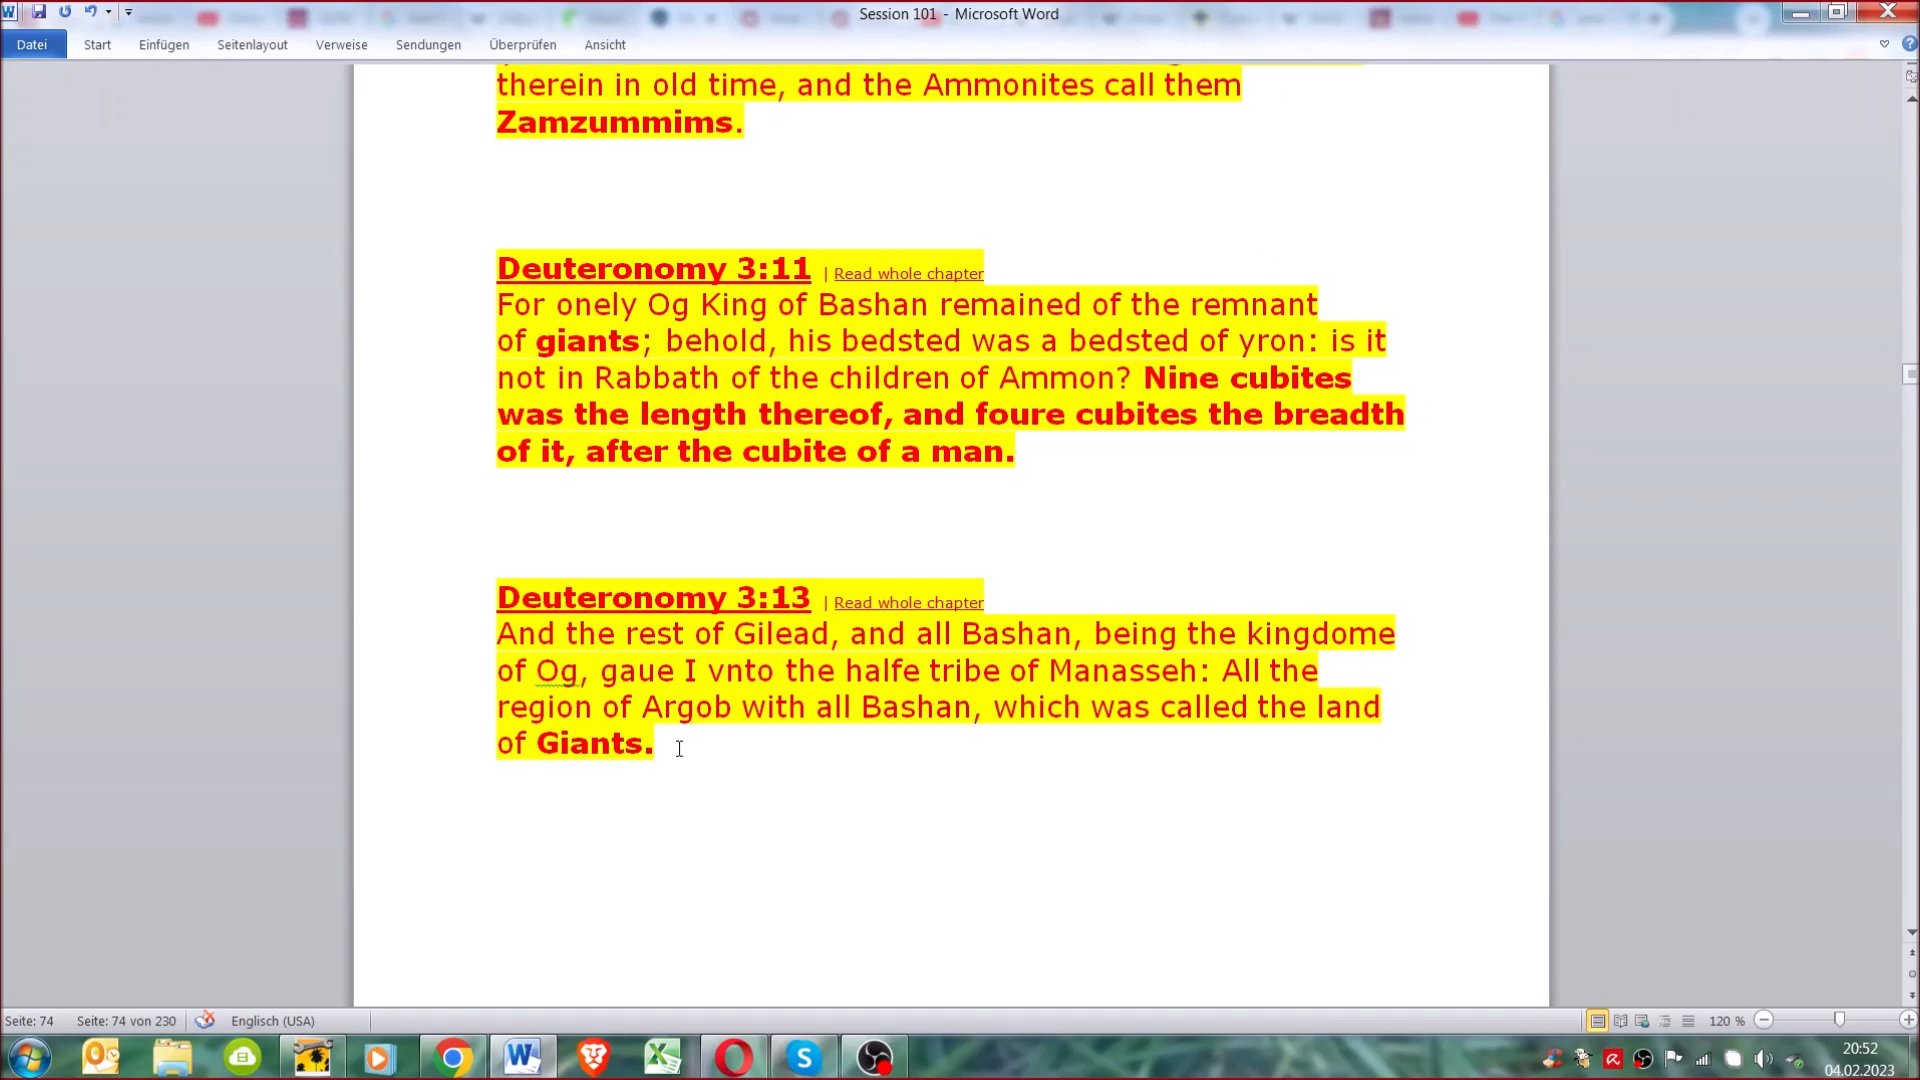 Session 101 - Microsoft Word
Datei Start Einfügen Seitenlayout Verweise Sendungen Überprüfen Ansicht
therein in old time, and the Ammonites call them
Zamzummims.
Deuteronomy 3:11 | Read whole chapter
For onely Og King of Bashan remained of the remnant
of giants; behold, his bedsted was a bedsted of yron: is it
not in Rabbath of the children of Ammon? Nine cubites
was the length thereof, and foure cubites the breadth
of it, after the cubite of a man.
Deuteronomy 3:13 | Read whole chapter
And the rest of Gilead, and all Bashan, being the kingdome
of Og, gaue I vnto the halfe tribe of Manasseh: All the
region of Argob with all Bashan, which was called the land
of Giants.
Seite: 74 Seite: 74 von 230 Englisch (USA) 120 %
20:52
04.02.2023